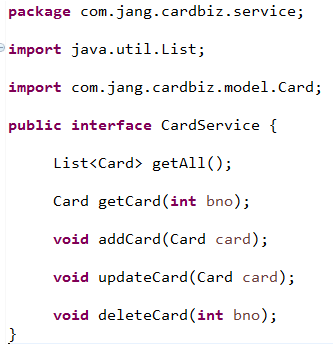 package com.jang.cardbiz.service;
import java.util.List;
import com.jang.cardbiz.model.Card;
public interface CardService {
List<Card> getAll();
Card getCard(int bno);
void addCard(Card card);
void updateCard(Card card);
void deleteCard(int bno);
}